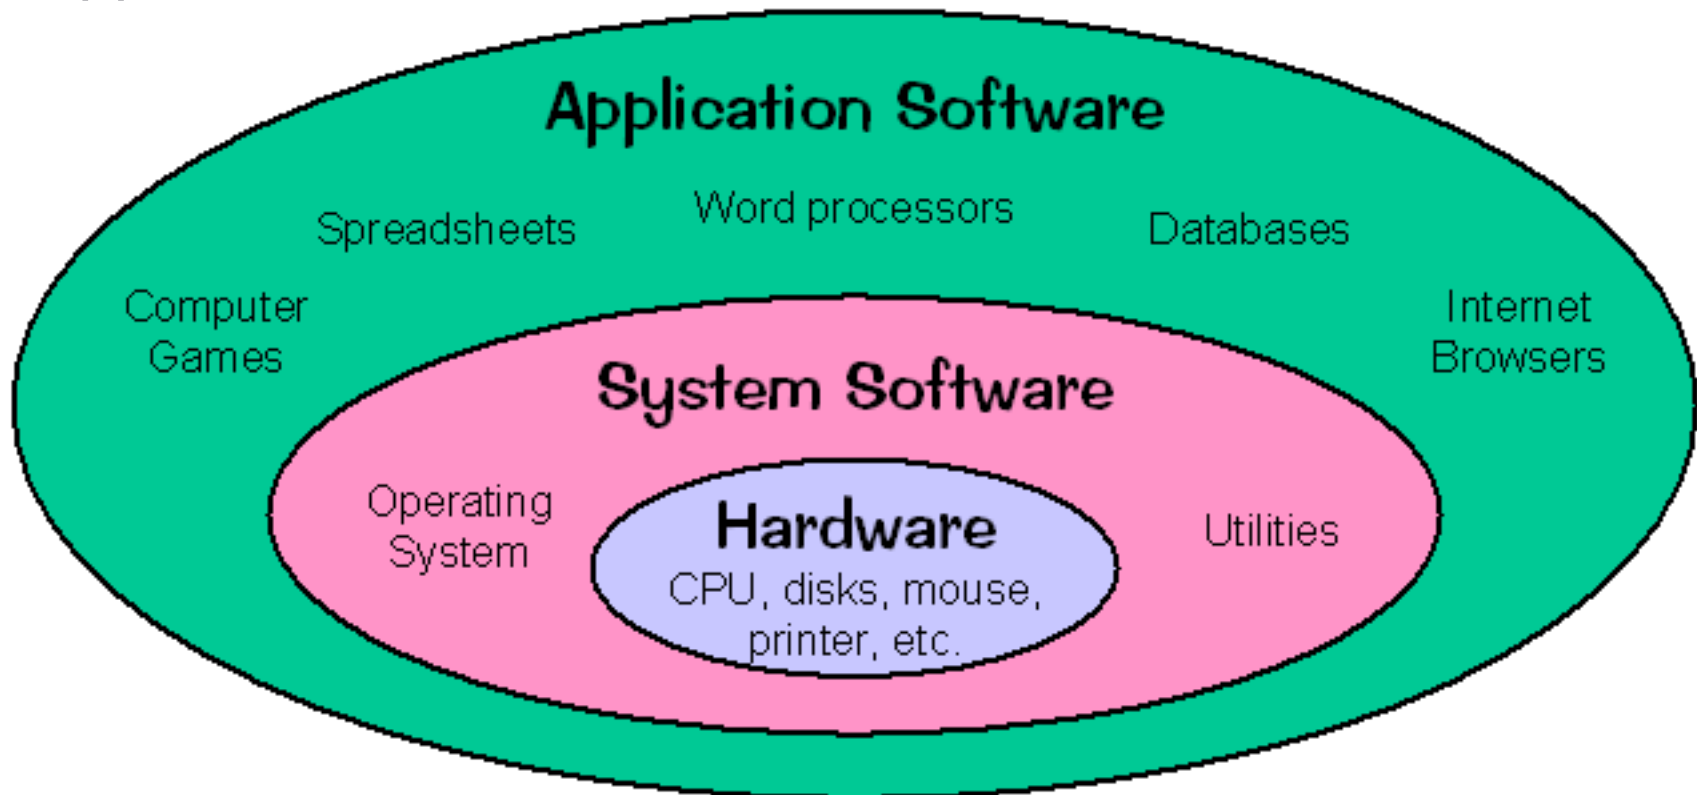 Application Software
Word processors
Spreadsheets
Databases
Computer
Games
Internet
Browsers
System Software
Operating
System
Utilities
Hardware
CPU, disks, mouse,
printer, etc.